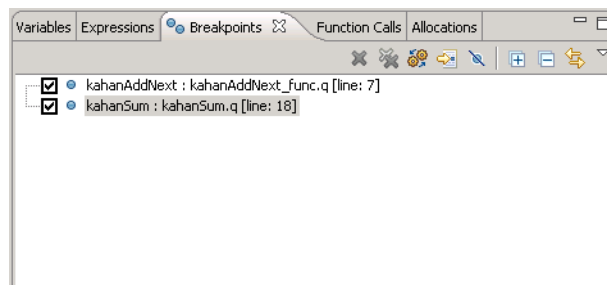 Variables Expressions Breakpoints Function Calls Allocations
kahanAddNext : kahanAddNext_func.q [line: 7]
kahanSum : kahanSum.q [line: 18]